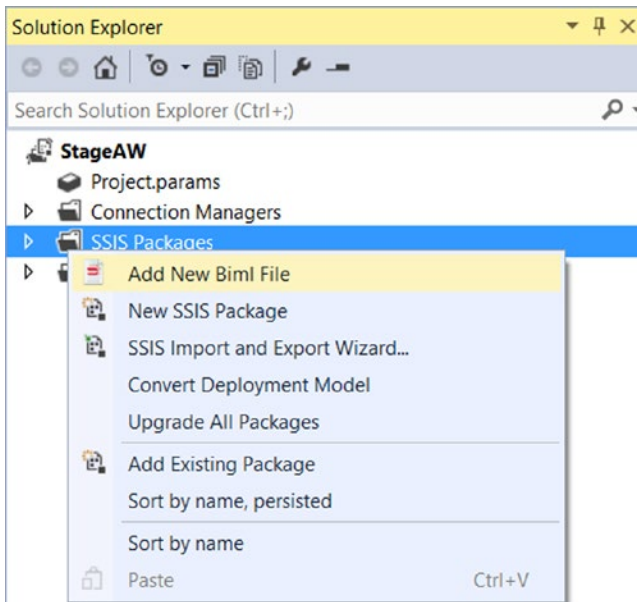 Solution Explorer
Search Solution Explorer (Ctrl+;)
StageAW
Project.params
Connection Managers
SSIS Packages
Add New Biml File
New SSIS Package
SSIS Import and Export Wizard...
Convert Deployment Model
Upgrade All Packages
Add Existing Package
Sort by name, persisted
Sort by name
Paste Ctrl+V